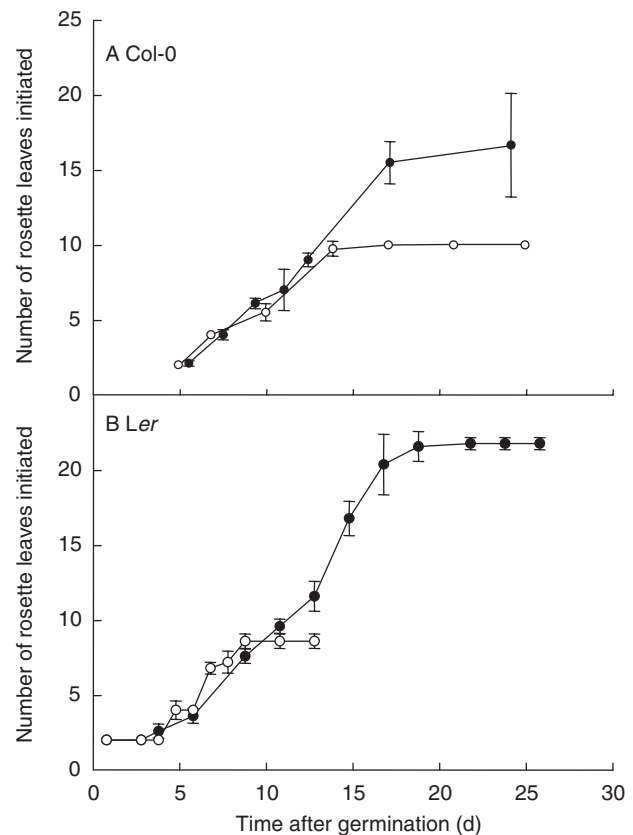 25
A Col-0
20
15
10
5
0
Number of rosette leaves initiated
B Ler
20
15
10
5
0
Number of rosette leaves initiated
0 5 10 15 20 25 30
Time after germination (d)